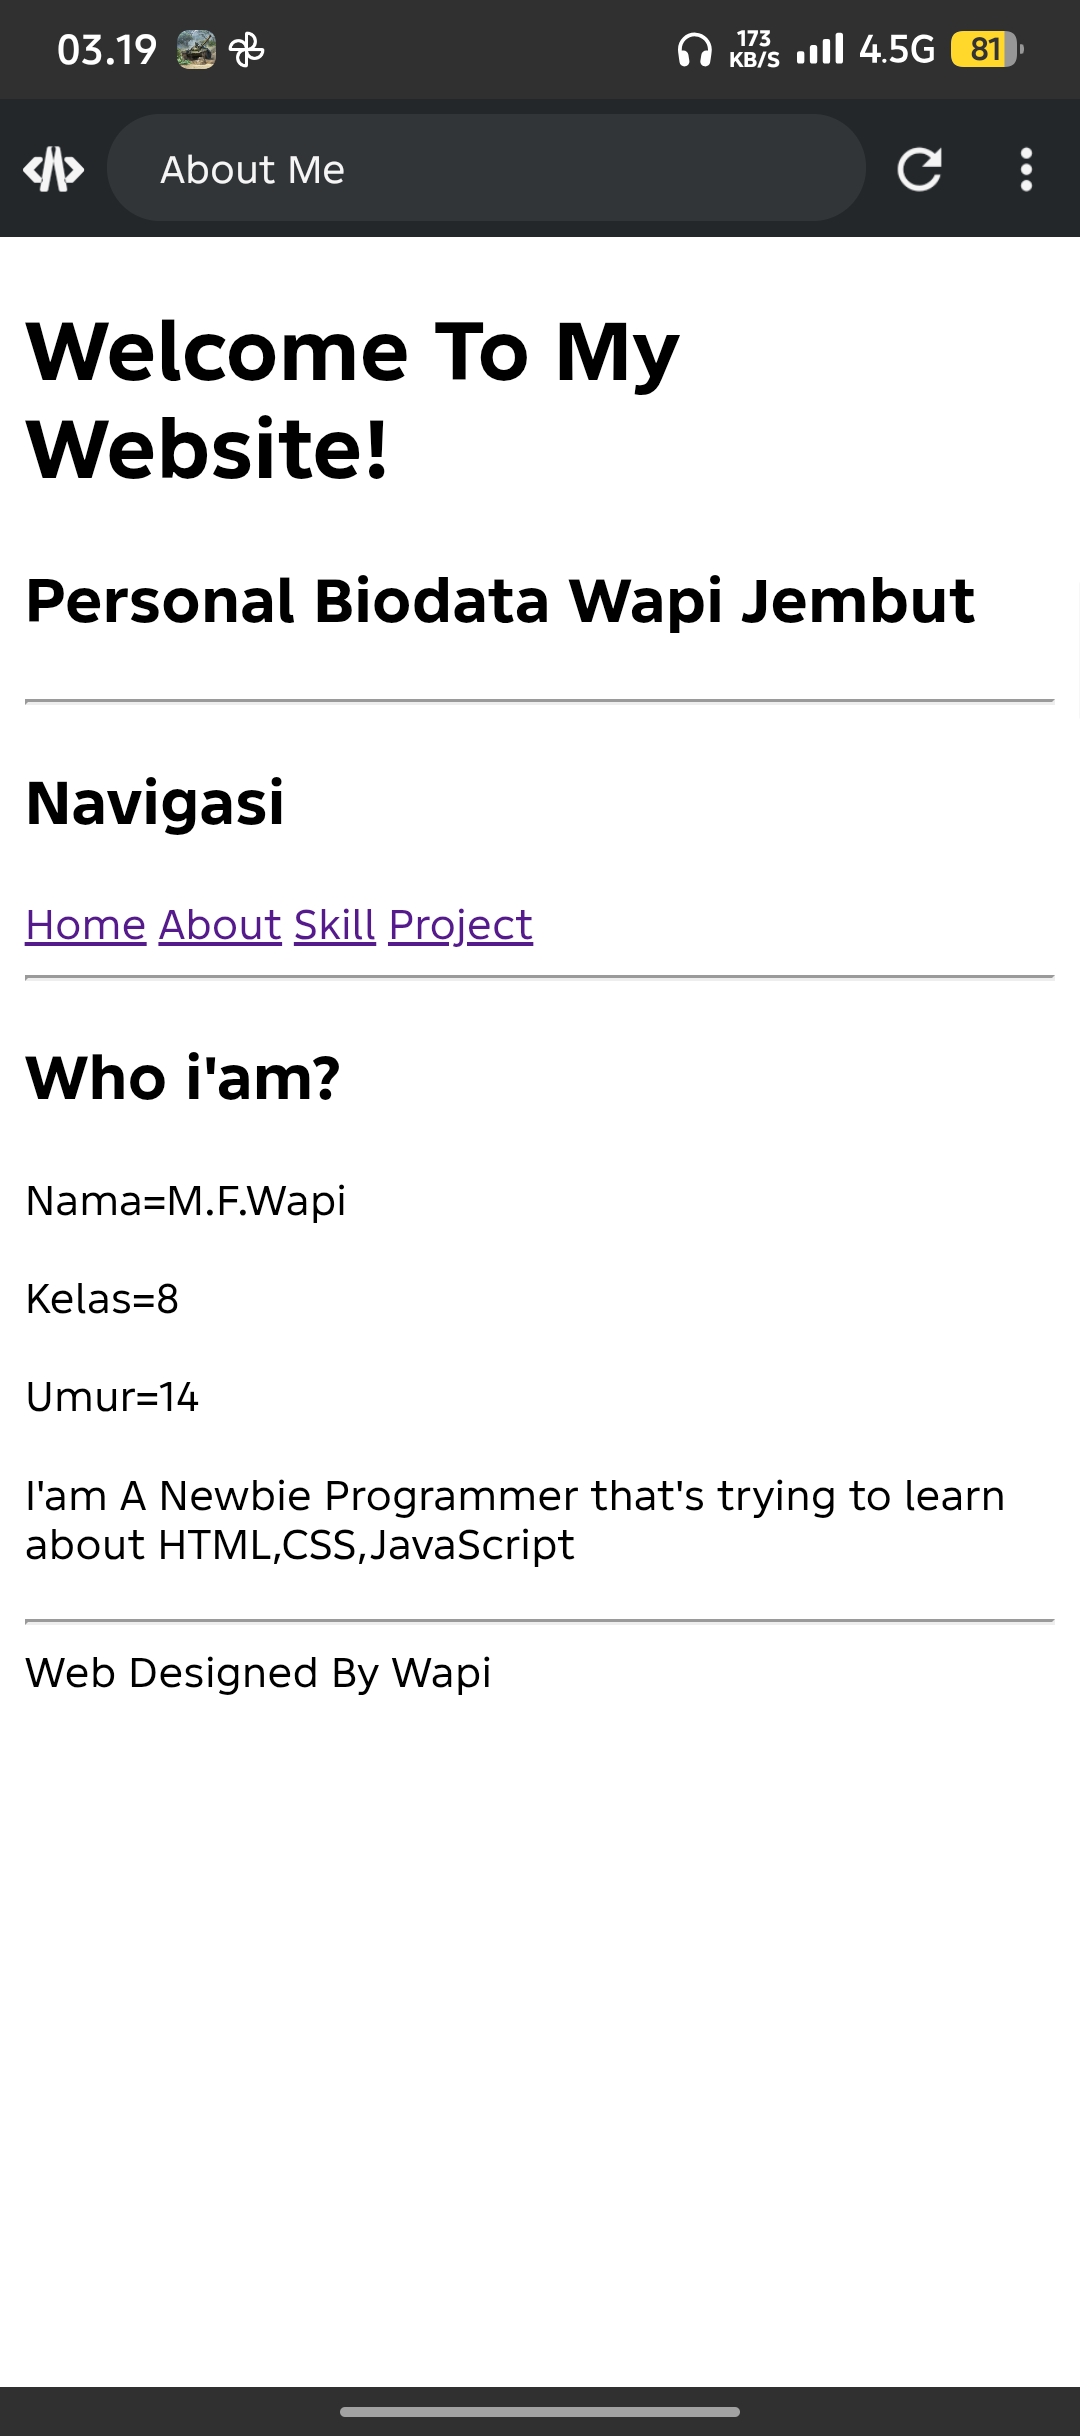 03.19 173 KB/S 4.5G 81
About Me
Welcome To My
Website!
Personal Biodata Wapi Jembut
Navigasi
Home About Skill Project
Who i'am?
Nama=M.F.Wapi
Kelas=8
Umur=14
I'am A Newbie Programmer that's trying to learn
about HTML,CSS,JavaScript
Web Designed By Wapi